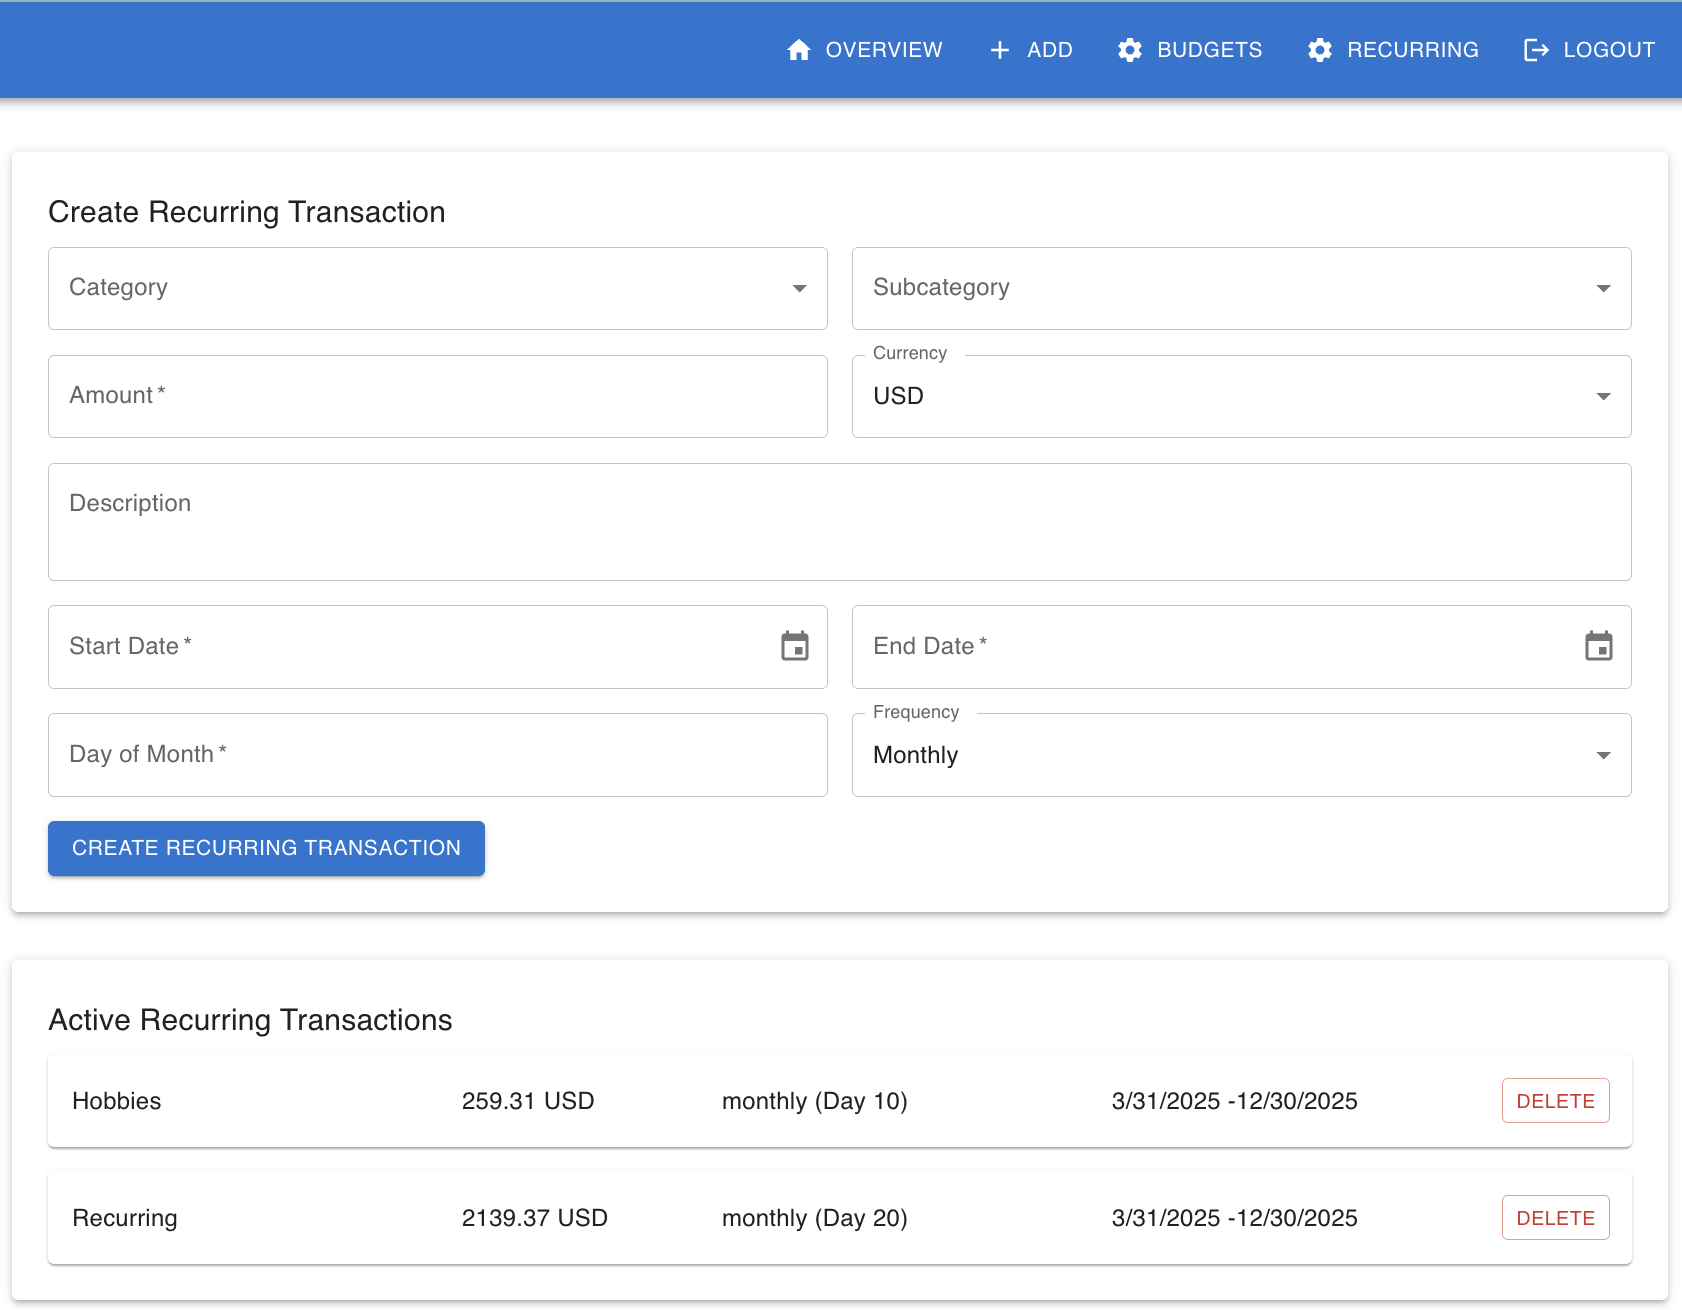 OVERVIEW ADD BUDGETS RECURRING LOGOUT
Create Recurring Transaction
Category Subcategory
Amount * Currency USD
Description
Start Date * End Date *
Day of Month * Frequency Monthly
CREATE RECURRING TRANSACTION
Active Recurring Transactions
Hobbies 259.31 USD monthly (Day 10) 3/31/2025 -12/30/2025 DELETE
Recurring 2139.37 USD monthly (Day 20) 3/31/2025 -12/30/2025 DELETE